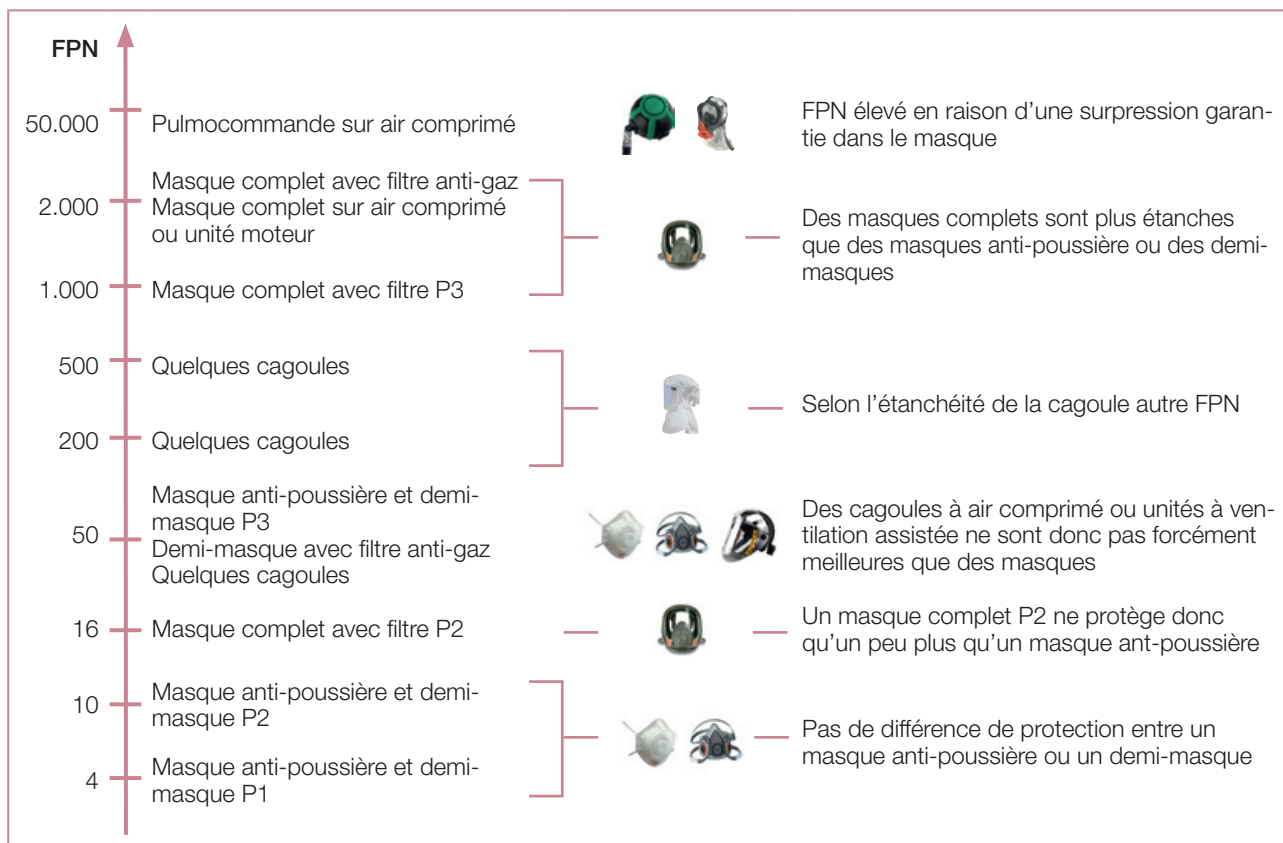 FPN
50.000
Pulmocommande sur air comprimé
FPN élevé en raison d’une surpression garan-
tie dans le masque
2.000
Masque complet avec filtre anti-gaz
Masque complet sur air comprimé
ou unité moteur
Des masques complets sont plus étanches
que des masques anti-poussière ou des demi-
masques
1.000
Masque complet avec filtre P3
500
Quelques cagoules
Selon l’étanchéité de la cagoule autre FPN
200
Quelques cagoules
50
Masque anti-poussière et demi-
masque P3
Demi-masque avec filtre anti-gaz
Quelques cagoules
Des cagoules à air comprimé ou unités à ven-
tilation assistée ne sont donc pas forcément
meilleures que des masques
16
Masque complet avec filtre P2
Un masque complet P2 ne protège donc
qu’un peu plus qu’un masque ant-poussière
10
Masque anti-poussière et demi-
masque P2
Pas de différence de protection entre un
masque anti-poussière ou un demi-masque
4
Masque anti-poussière et demi-
masque P1